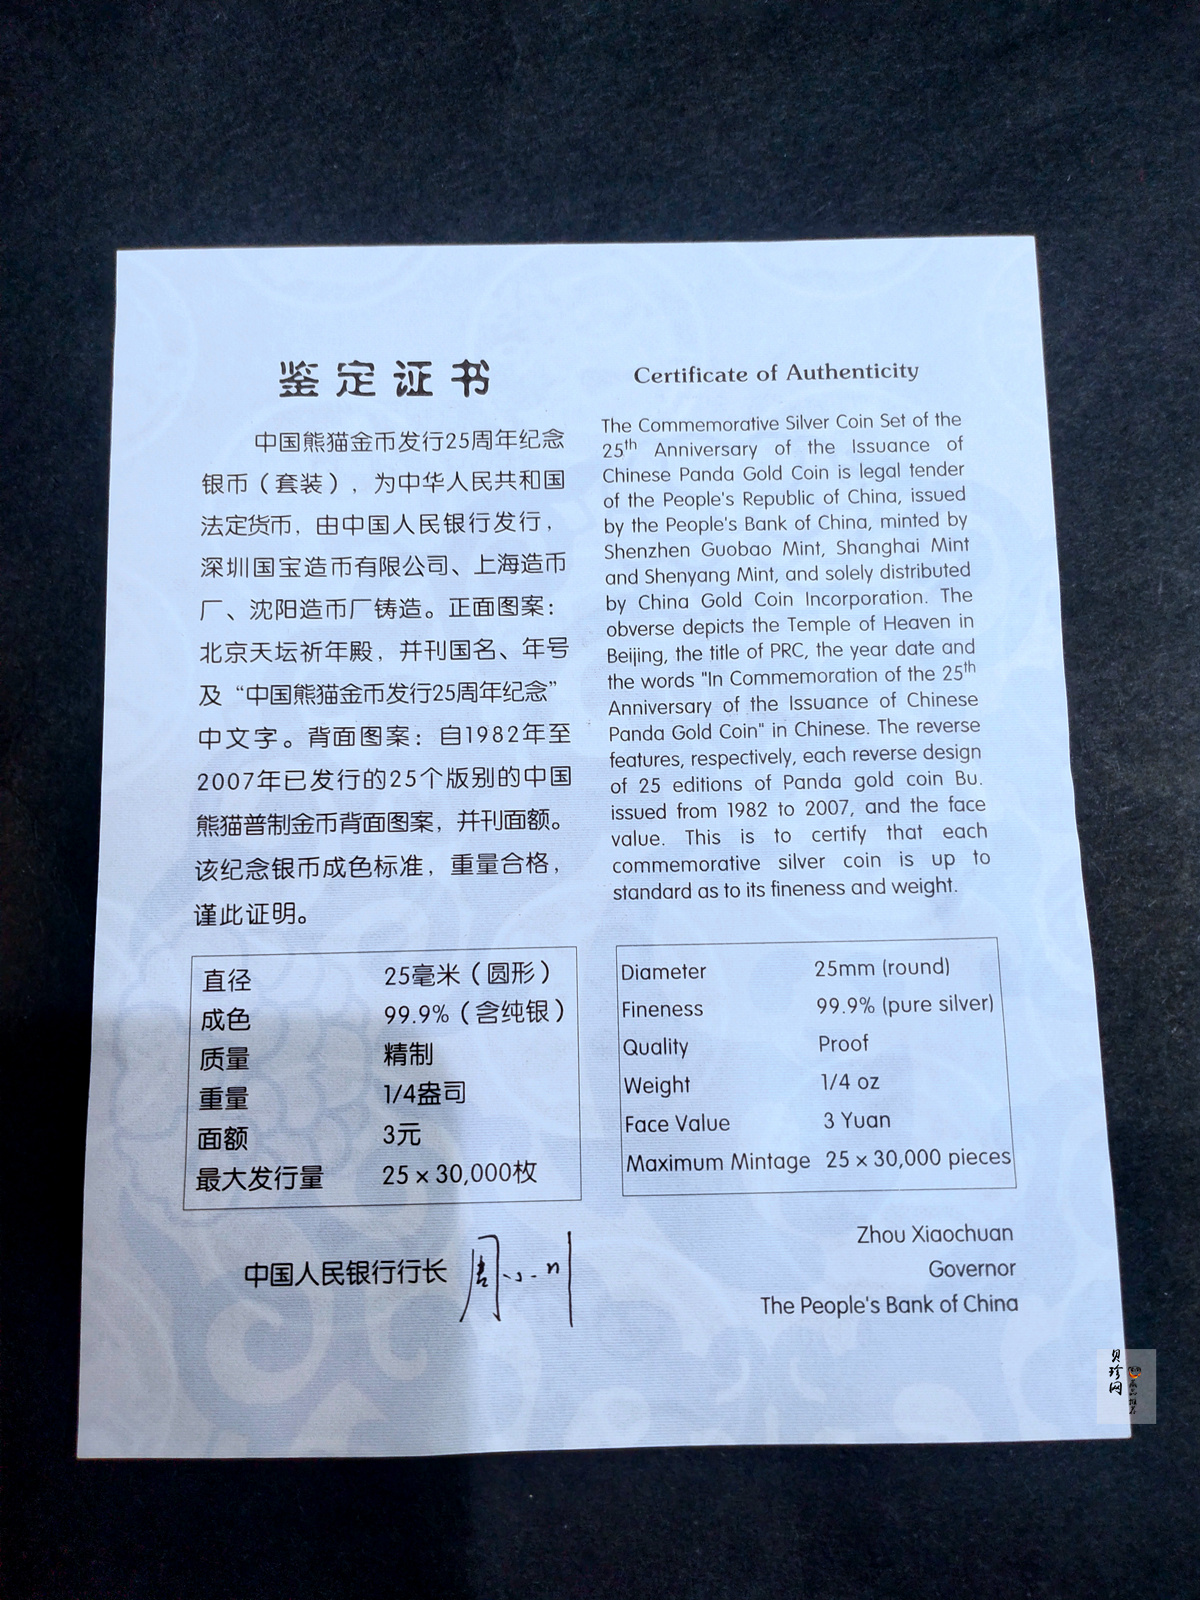 鉴定证书
中国熊猫金币发行25周年纪念
银币（套装），为中华人民共和国
法定货币，由中国人民银行发行，
深圳国宝造币有限公司、上海造币
厂、沈阳造币厂铸造。正面图案：
北京天坛祈年殿，并刊国名、年号
及“中国熊猫金币发行25周年纪念”
中文字。背面图案：自1982年至
2007年已发行的25个版别的中国
熊猫普制金币背面图案，并刊面额。
该纪念银币成色标准，重量合格，
谨此证明。
直径 25毫米（圆形）
成色 99.9%（含纯银）
质量 精制
重量 1/4盎司
面额 3元
最大发行量 25×30,000枚
中国人民银行行长 周小川
Certificate of Authenticity
The Commemorative Silver Coin Set of the
25th Anniversary of the Issuance of
Chinese Panda Gold Coin is legal tender
of the People's Republic of China, issued
by the People's Bank of China, minted by
Shenzhen Guobao Mint, Shanghai Mint
and Shenyang Mint, and solely distributed
by China Gold Coin Incorporation. The
obverse depicts the Temple of Heaven in
Beijing, the title of PRC, the year date and
the words "In Commemoration of the 25th
Anniversary of the Issuance of Chinese
Panda Gold Coin" in Chinese. The reverse
features, respectively, each reverse design
of 25 editions of Panda gold coin Bu.
issued from 1982 to 2007, and the face
value. This is to certify that each
commemorative silver coin is up to
standard as to its fineness and weight.
Diameter 25mm (round)
Fineness 99.9% (pure silver)
Quality Proof
Weight 1/4 oz
Face Value 3 Yuan
Maximum Mintage 25×30,000 pieces
Zhou Xiaochuan
Governor
The People's Bank of China
贝珍网